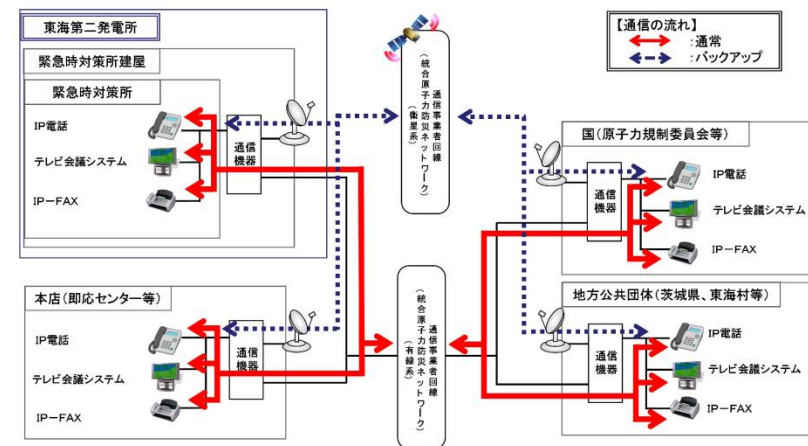 東海第二発電所
緊急時対策所建屋
緊急時対策所
IP電話
テレビ会議システム
IP−FAX
通信機器
本店(即応センター等)
IP電話
テレビ会議システム
IP−FAX
通信機器
通信事業者回線
(統合原子力防災ネットワーク)
(衛星系)
通信事業者回線
(統合原子力防災ネットワーク)
(有線系)
【通信の流れ】
:通常
:バックアップ
国(原子力規制委員会等)
通信機器
IP電話
テレビ会議システム
IP−FAX
地方公共団体(茨城県、東海村等)
通信機器
IP電話
テレビ会議システム
IP−FAX